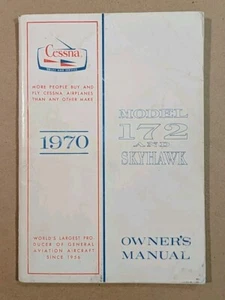 Cessna
MORE PEOPLE BUY AND
FLY CESSNA AIRPLANES
THAN ANY OTHER MAKE
1970
WORLD'S LARGEST PRO-
DUCER OF GENERAL
AVIATION AIRCRAFT
SINCE 1956
MODEL
172
AND
SKYHAWK
OWNER'S
MANUAL